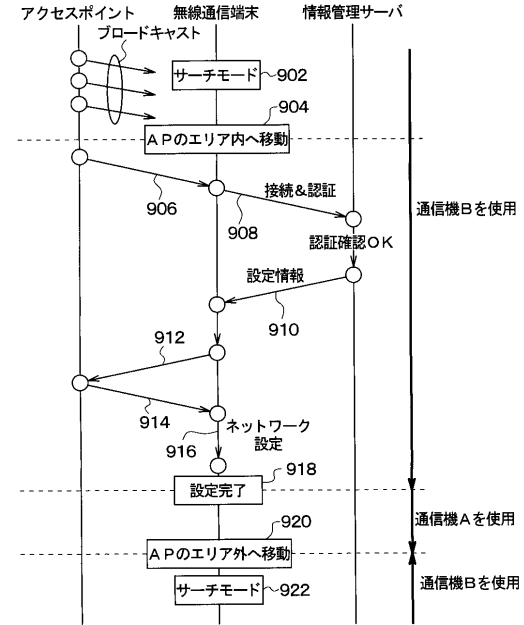 アクセスポイント 無線通信端末 情報管理サーバ
ブロードキャスト
サーチモード 902
904
APのエリア内へ移動
906
908
接続&認証
通信機Bを使用
認証確認OK
設定情報
910
912
914
916
ネットワーク
設定
918
設定完了
通信機Aを使用
920
APのエリア外へ移動
サーチモード 922
通信機Bを使用